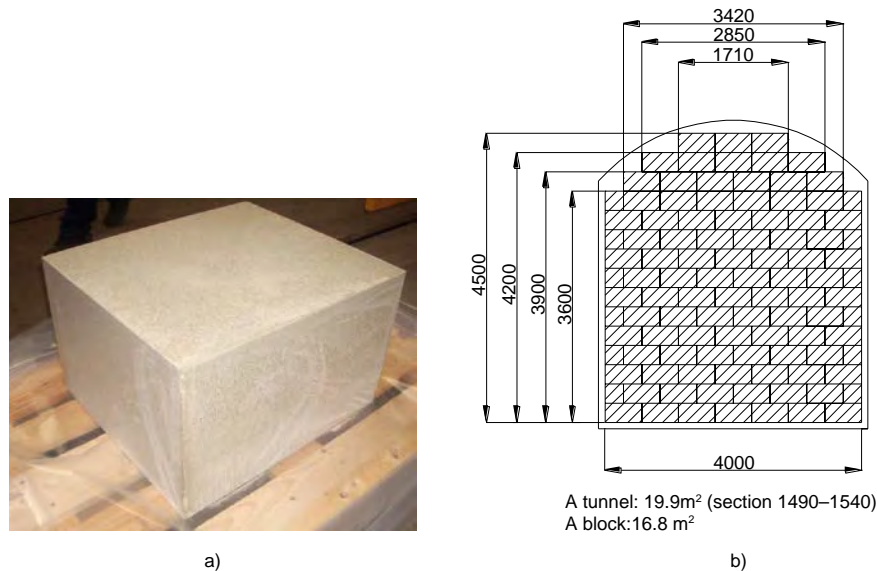 3420
2850
1710
4500
4200
3900
3600
4000
A tunnel: 19.9m² (section 1490–1540)
A block:16.8 m²
a)
b)